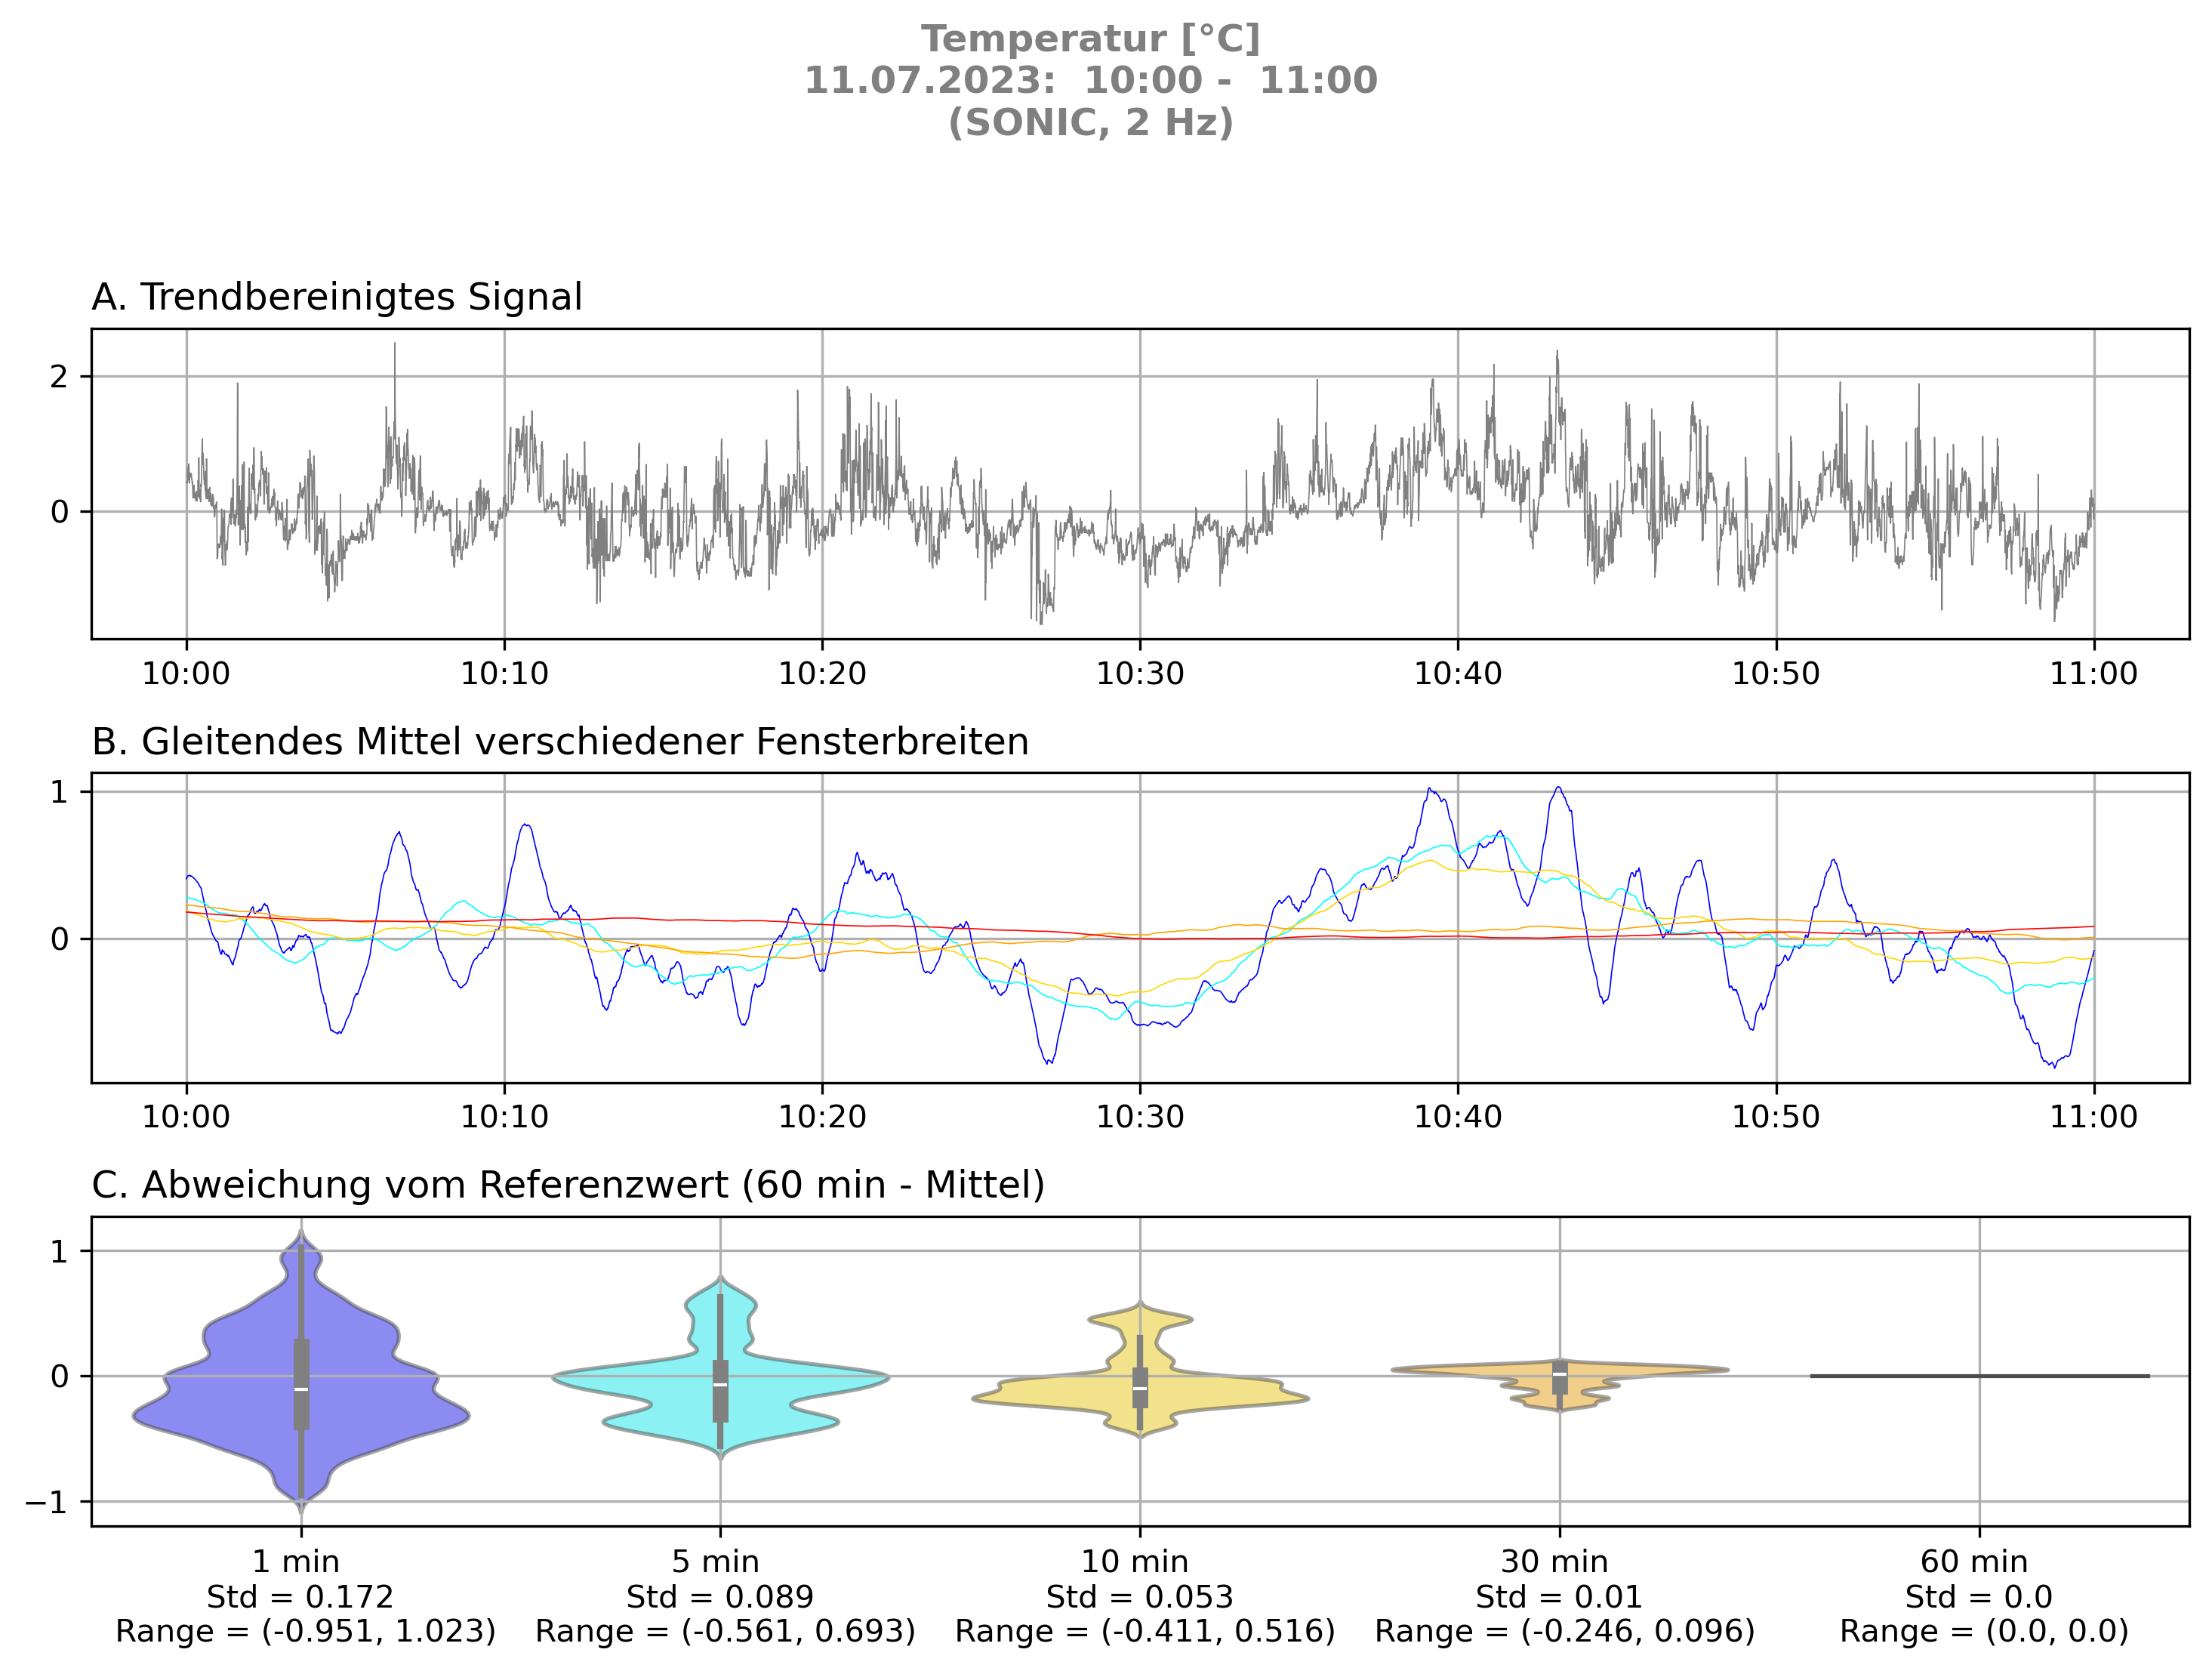 Temperatur [°C]
11.07.2023:  10:00 -  11:00
(SONIC, 2 Hz)
A. Trendbereinigtes Signal
2
0
10:00 10:10 10:20 10:30 10:40 10:50 11:00
B. Gleitendes Mittel verschiedener Fensterbreiten
1
0
10:00 10:10 10:20 10:30 10:40 10:50 11:00
C. Abweichung vom Referenzwert (60 min - Mittel)
1
0
−1
1 min 5 min 10 min 30 min 60 min
Std = 0.172 Std = 0.089 Std = 0.053 Std = 0.01 Std = 0.0
Range = (-0.951, 1.023) Range = (-0.561, 0.693) Range = (-0.411, 0.516) Range = (-0.246, 0.096) Range = (0.0, 0.0)